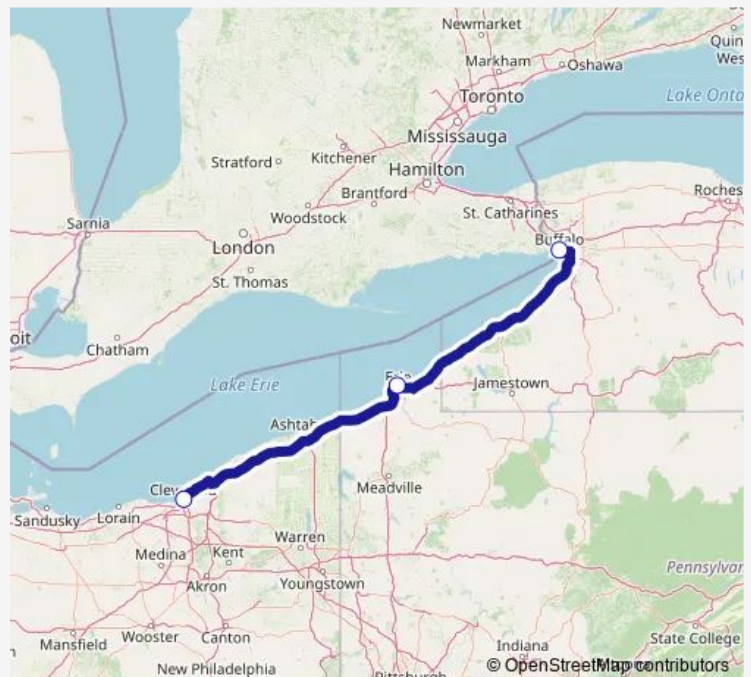 Newmarket
Quin
Wes
Markham
Oshawa
Toronto
Lake Onta
Mississauga
Stratford
Kitchener
Hamilton
Brantford
Roches
Woodstock
St. Catharines
Sarnia
London
Buffalo
St. Thomas
oit
Chatham
Lake Erie
Jamestown
Ashtab
Meadville
Sandusky
Lorain
Warren
Medina
Kent
Pennsylvan
Akron
Youngstown
Mansfield
Wooster
Canton
State College
Indiana
New Philadelphia
© OpenStreetMap contributors